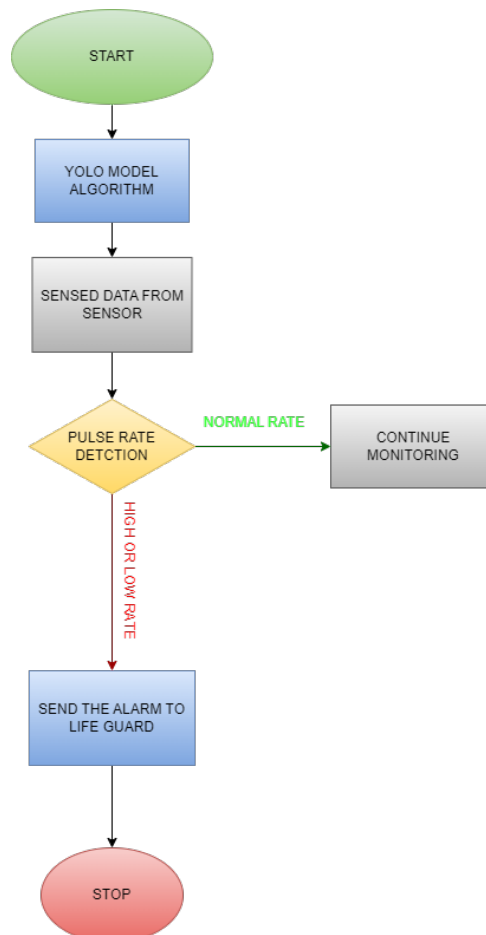 START
YOLO MODEL
ALGORITHM
SENSED DATA FROM
SENSOR
PULSE RATE
DETCTION
NORMAL RATE
CONTINUE
MONITORING
HIGH OR LOW RATE
SEND THE ALARM TO
LIFE GUARD
STOP